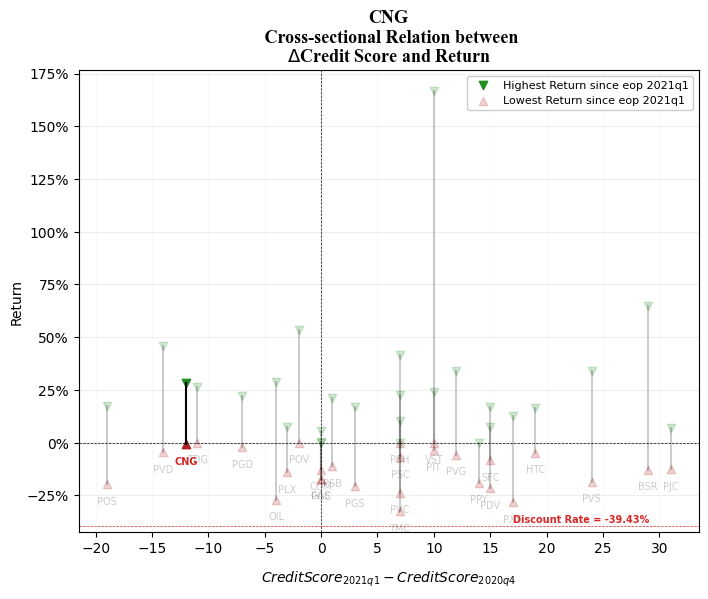 CNG
Cross-sectional Relation between
ΔCredit Score and Return
175%
Highest Return since eop 2021q1
Lowest Return since eop 2021q1
150%
125%
100%
75%
50%
25%
0%
−25%
Return
POS
PVD
CNG
PGD
OIL
PLX
POV
PGS
PSC
PVC
TMC
VST
PIT
PVG
PPY
SFC
PDV
HTC
PVS
BSR
PJC
Discount Rate = -39.43%
−20
−15
−10
−5
0
5
10
15
20
25
30
CreditScore2021q1 − CreditScore2020q4